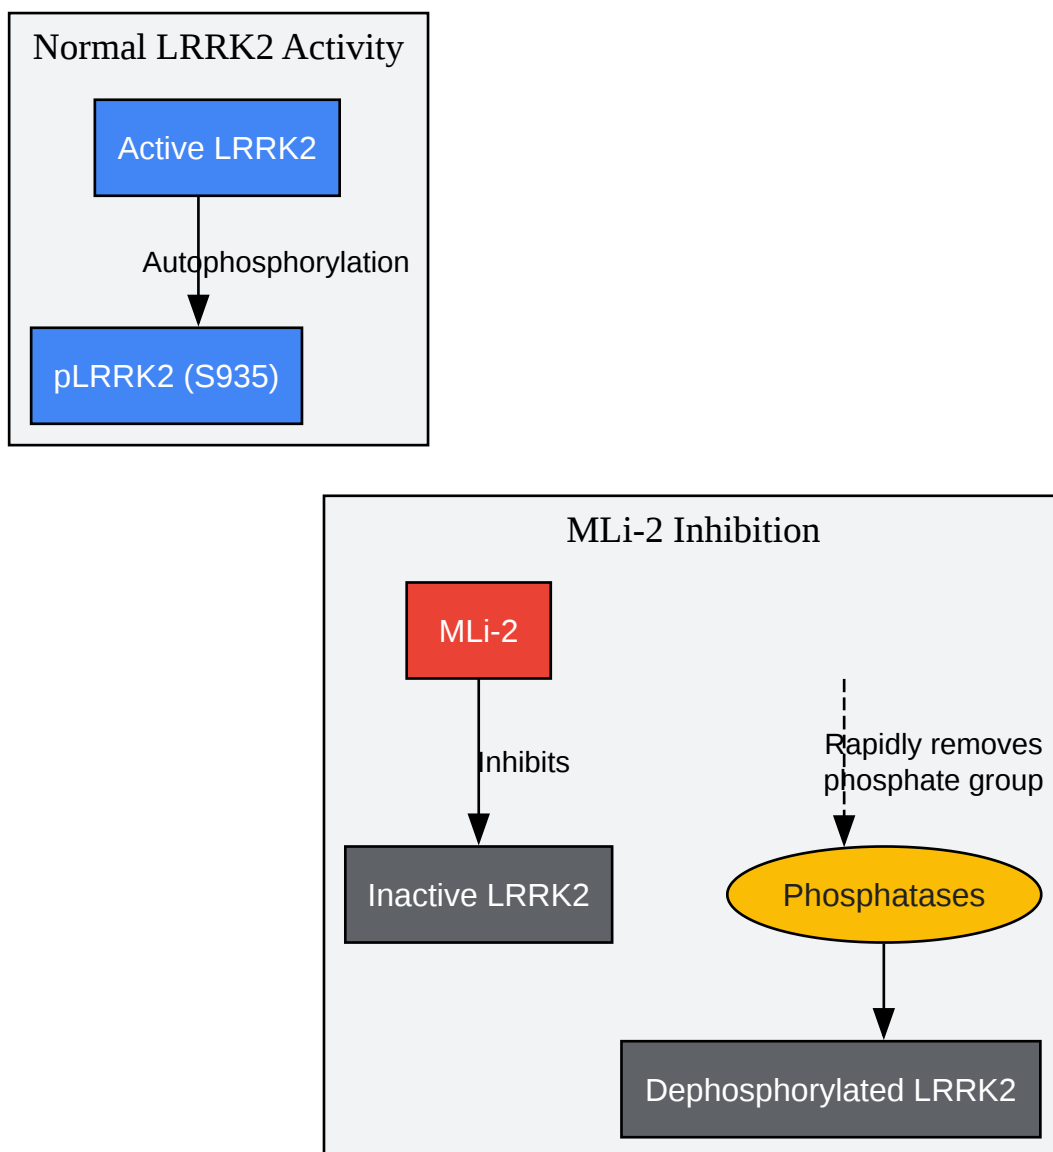 Normal LRRK2 Activity
Active LRRK2
Autophosphorylation
pLRRK2 (S935)
MLi-2 Inhibition
MLi-2
Inhibits
Rapidly removes
phosphate group
Inactive LRRK2
Phosphatases
Dephosphorylated LRRK2